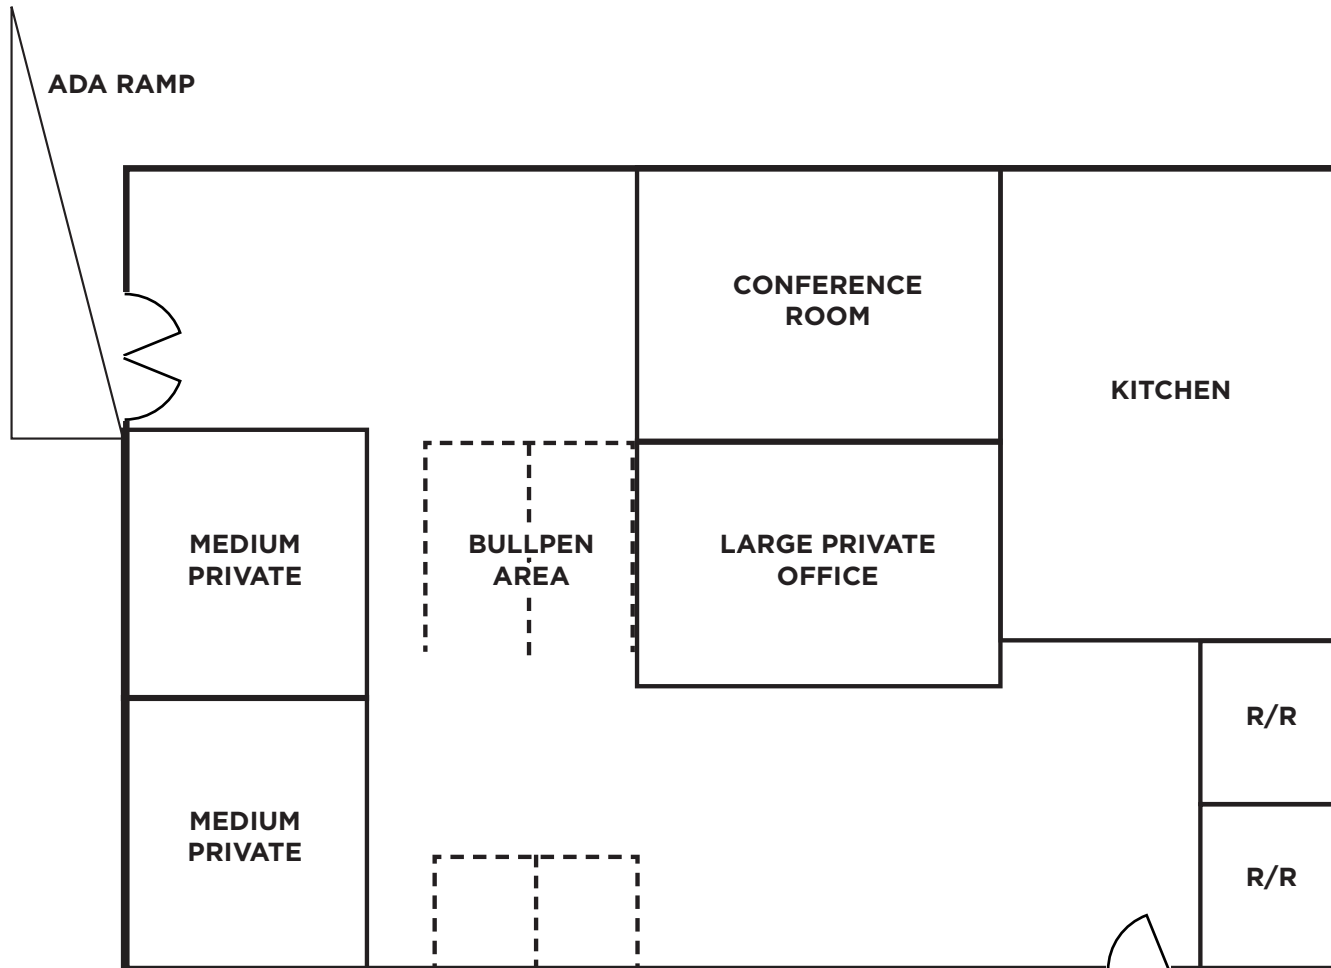 ADA RAMP
CONFERENCE
ROOM
KITCHEN
MEDIUM
PRIVATE
BULLPEN
AREA
LARGE PRIVATE
OFFICE
R/R
MEDIUM
PRIVATE
R/R